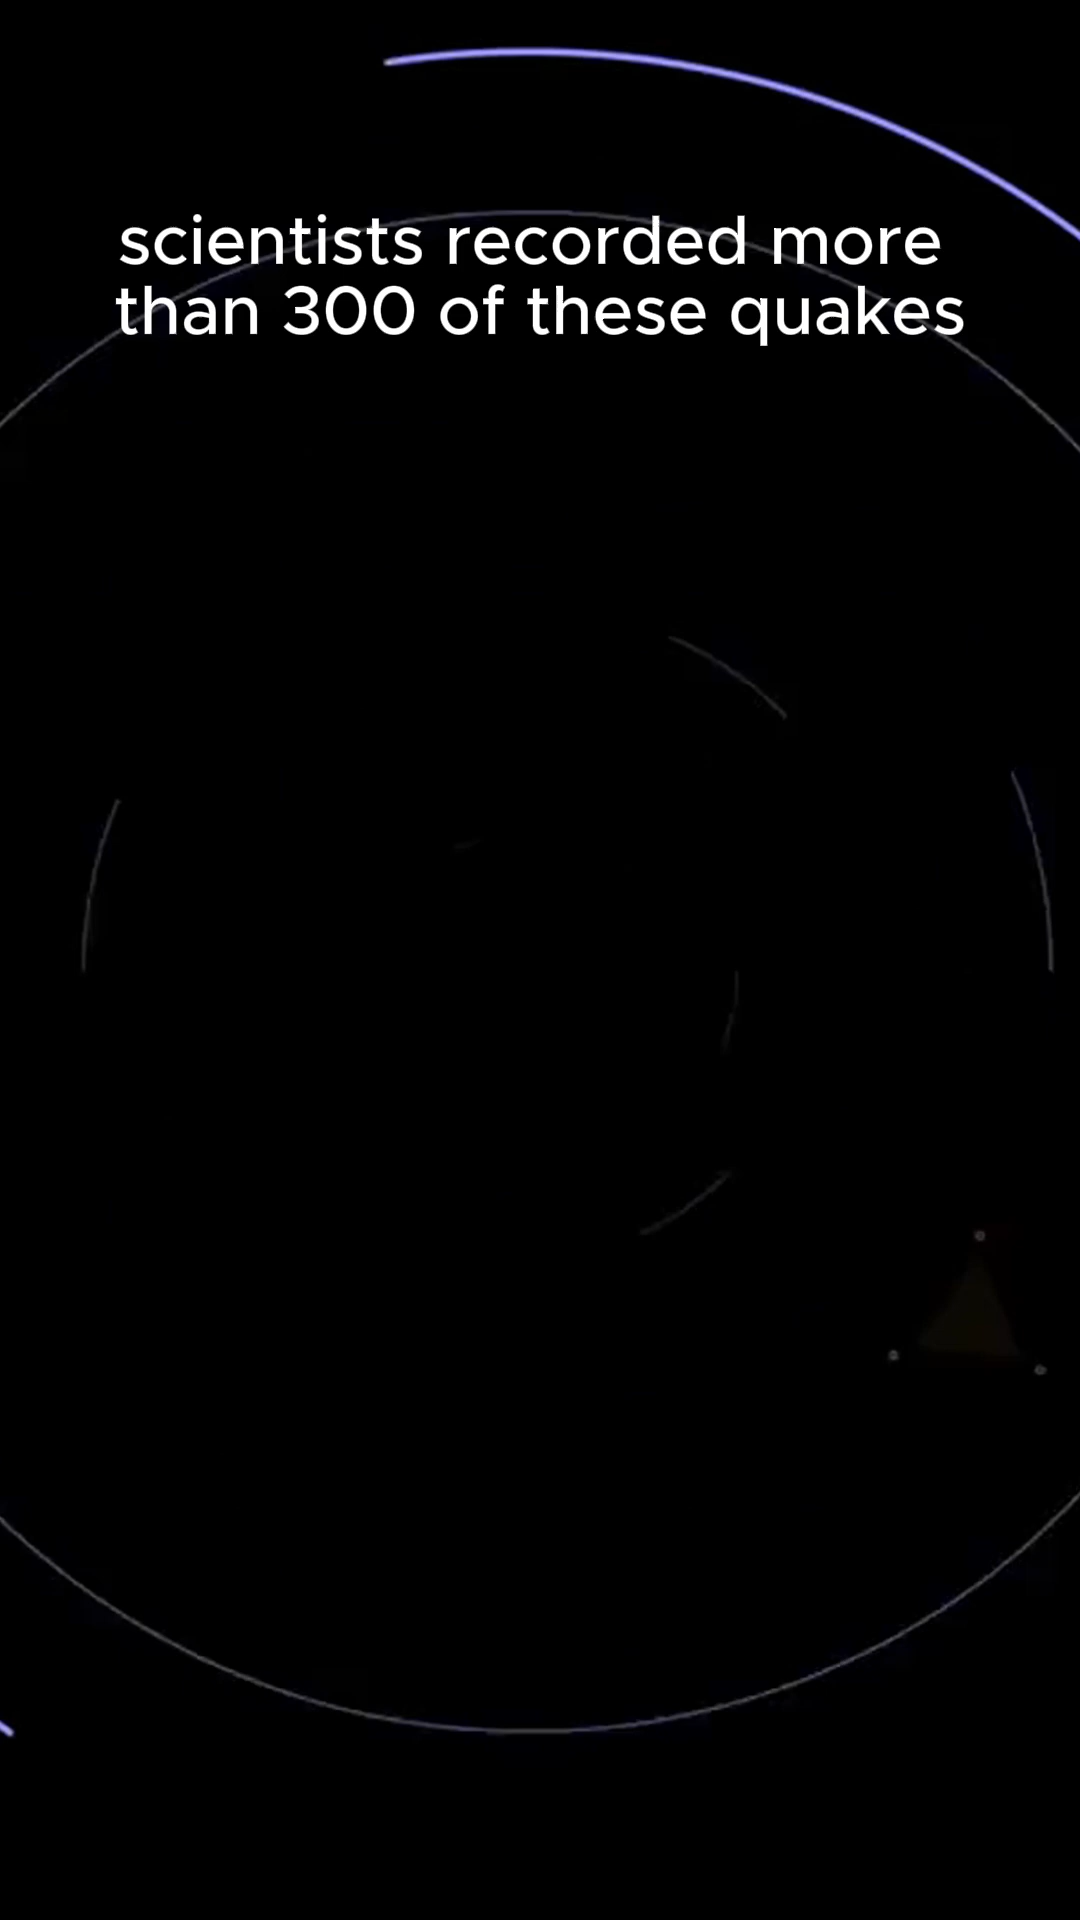 scientists recorded more
than 300 of these quakes